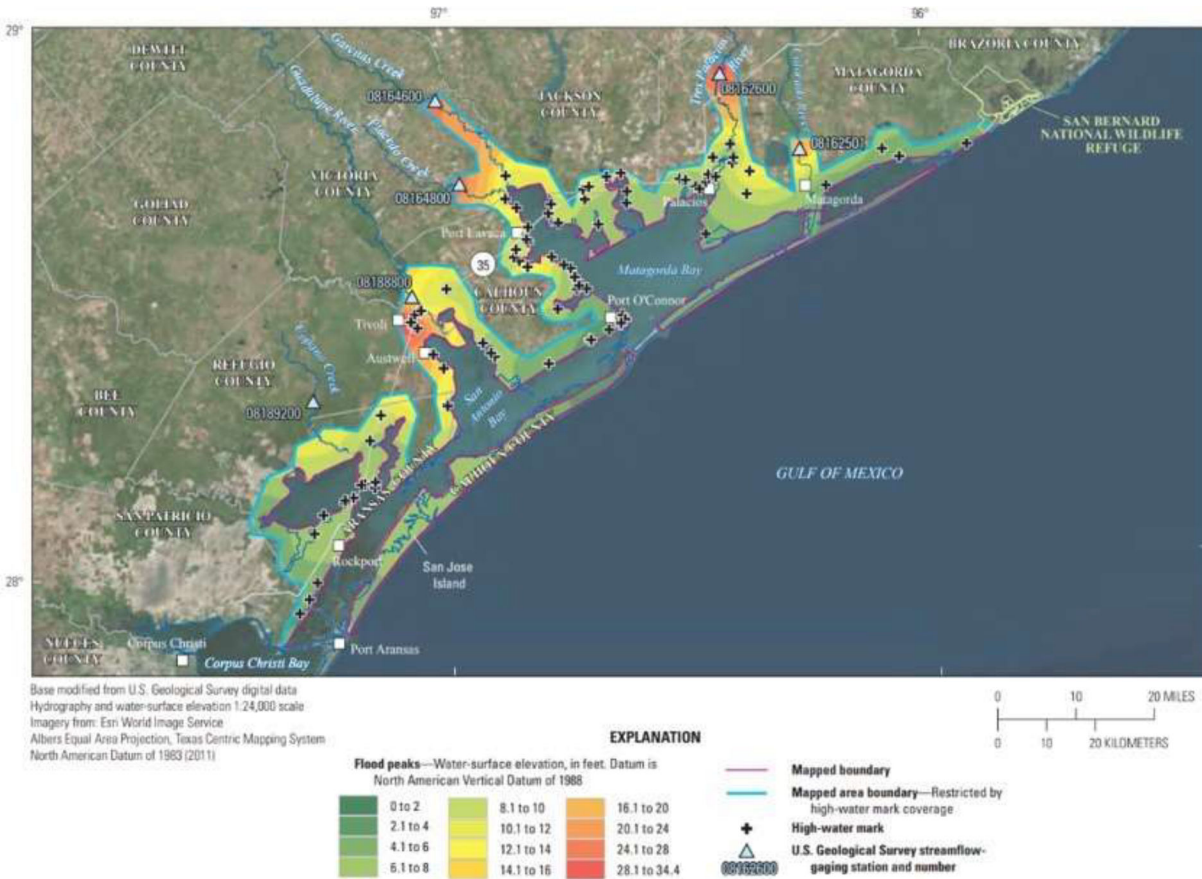 97°
96°
29°
DEWITT
COUNTY
Garcitas Creek
Guadalupe River
Placedo Creek
08164600
JACKSON
COUNTY
Tres Palacios
River
08162600
Colorado River
MATAGORDA
COUNTY
BRAZORIA COUNTY
SAN BERNARD
NATIONAL WILDLIFE
REFUGE
08162501
VICTORIA
COUNTY
08164800
GOLIAD
COUNTY
Palacios
Matagorda
Port Lavaca
35
Matagorda Bay
08188800
CALHOUN
COUNTY
Port O'Connor
Tivoli
Austwell
REFUGIO
COUNTY
BEE
COUNTY
08189200
San
Antonio
Bay
CALHOUN COUNTY
ARANSAS COUNTY
GULF OF MEXICO
SAN PATRICIO
COUNTY
Rockport
San Jose
Island
28°
NUECES
COUNTY
Corpus Christi
Corpus Christi Bay
Port Aransas
Base modified from U.S. Geological Survey digital data
Hydrography and water-surface elevation 1:24,000 scale
Imagery from: Esri World Image Service
Albers Equal Area Projection, Texas Centric Mapping System
North American Datum of 1983 (2011)
0 10 20 MILES
0 10 20 KILOMETERS
EXPLANATION
Flood peaks—Water-surface elevation, in feet. Datum is
North American Vertical Datum of 1988
0 to 2
2.1 to 4
4.1 to 6
6.1 to 8
8.1 to 10
10.1 to 12
12.1 to 14
14.1 to 16
16.1 to 20
20.1 to 24
24.1 to 28
28.1 to 34.4
Mapped boundary
Mapped area boundary—Restricted by
high-water mark coverage
High-water mark
U.S. Geological Survey streamflow-
gaging station and number
08162600